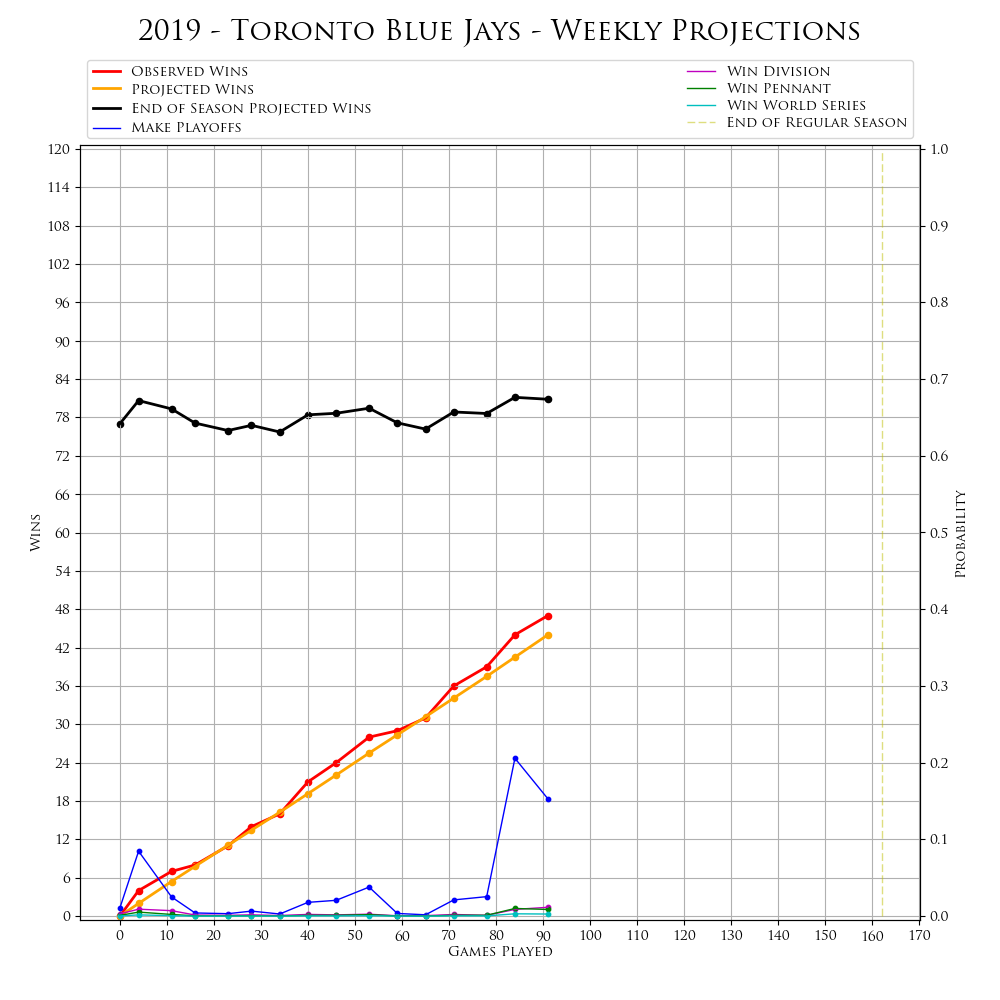 2019 - Toronto Blue Jays - Weekly Projections
Observed Wins
Projected Wins
End of Season Projected Wins
Make Playoffs
Win Division
Win Pennant
Win World Series
End of Regular Season
120
114
108
102
96
90
84
78
72
66
60
54
48
42
36
30
24
18
12
6
0
Wins
1.0
0.9
0.8
0.7
0.6
0.5
0.4
0.3
0.2
0.1
0.0
Probability
0 10 20 30 40 50 60 70 80 90 100 110 120 130 140 150 160 170
Games Played